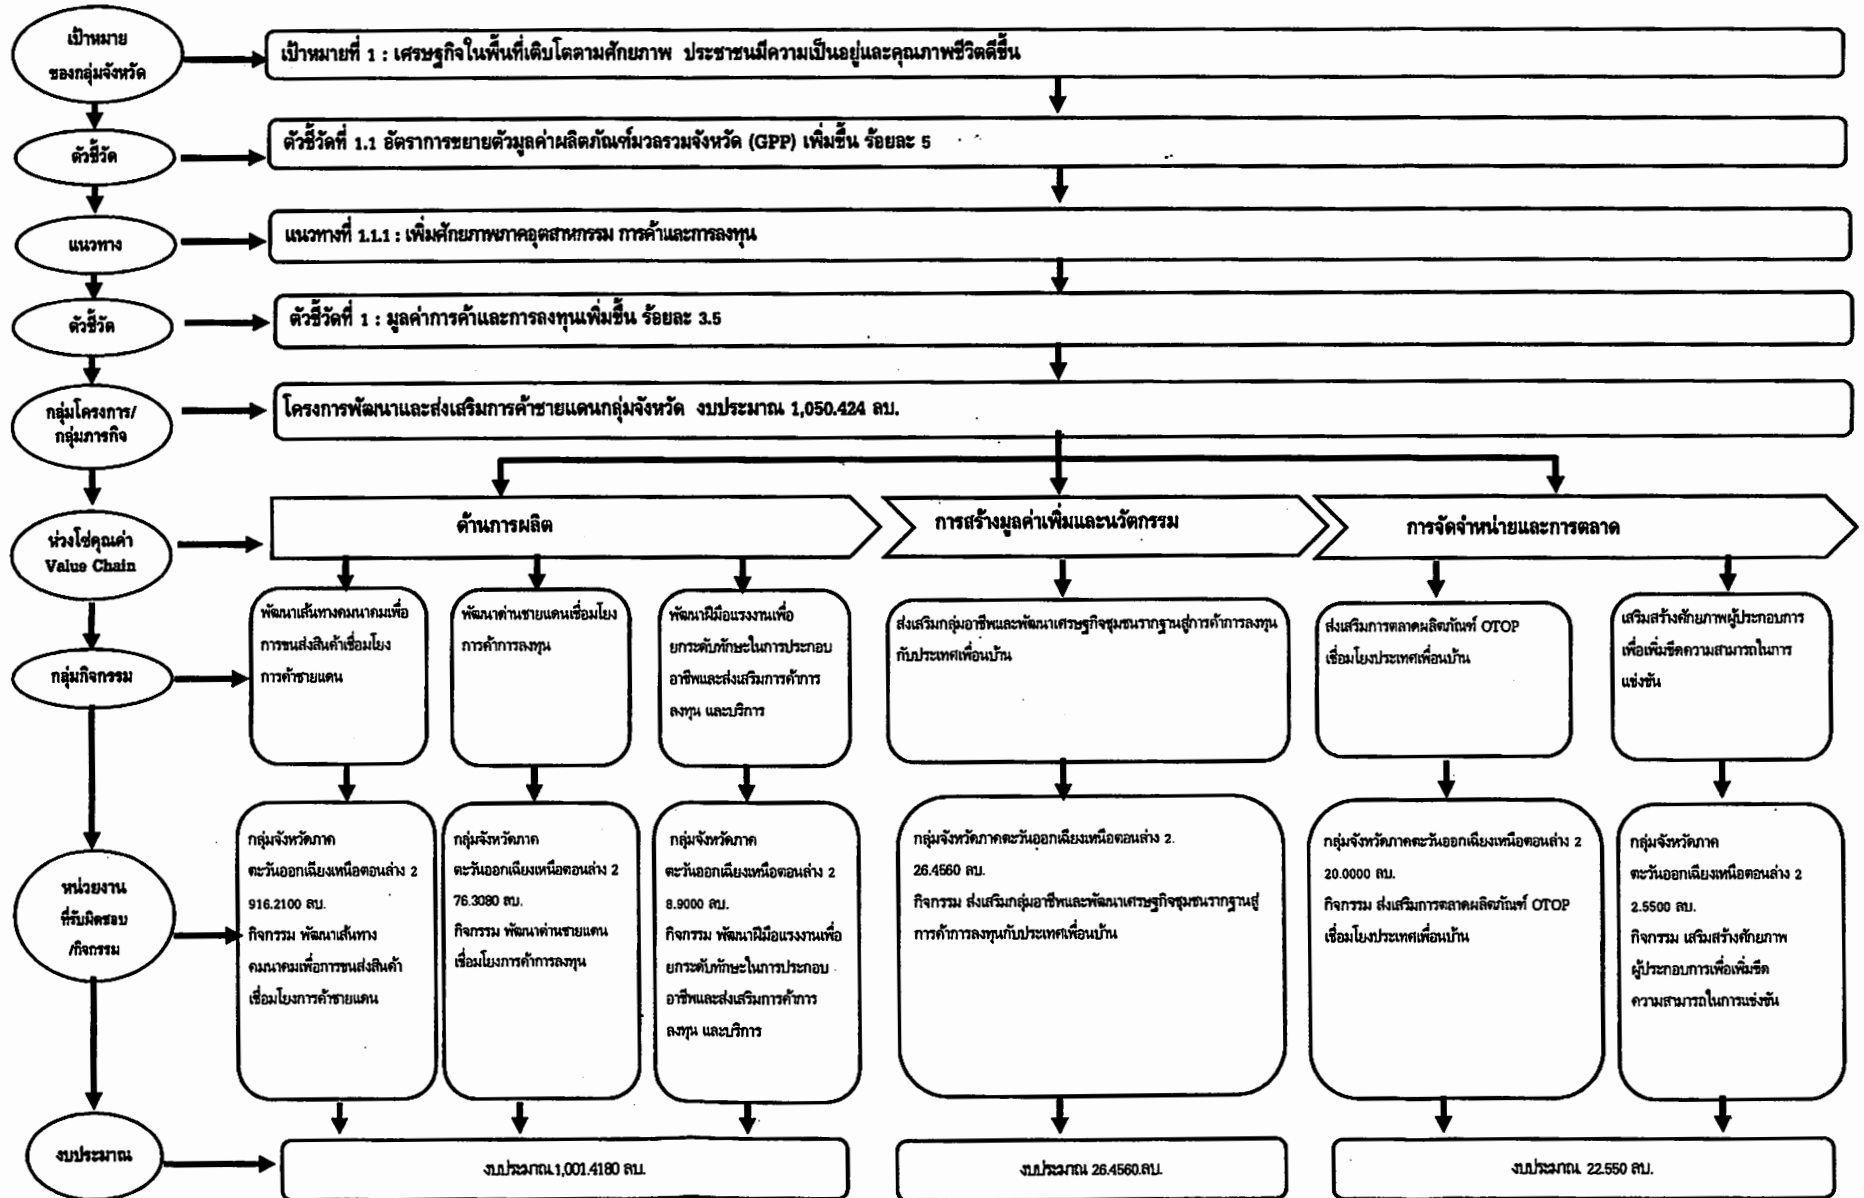 เป้าหมาย
ของกลุ่มจังหวัด
เป้าหมายที่ 1 : เศรษฐกิจในพื้นที่เติบโตตามศักยภาพ ประชาชนมีความเป็นอยู่และคุณภาพชีวิตดีขึ้น
ตัวชี้วัด
ตัวชี้วัดที่ 1.1 อัตราการขยายตัวมูลค่าผลิตภัณฑ์มวลรวมจังหวัด (GPP) เพิ่มขึ้น ร้อยละ 5
แนวทาง
แนวทางที่ 1.1.1 : เพิ่มศักยภาพภาคอุตสาหกรรม การค้าและการลงทุน
ตัวชี้วัด
ตัวชี้วัดที่ 1 : มูลค่าการค้าและการลงทุนเพิ่มขึ้น ร้อยละ 3.5
กลุ่มโครงการ/
กลุ่มภารกิจ
โครงการพัฒนาและส่งเสริมการค้าชายแดนกลุ่มจังหวัด งบประมาณ 1,050.424 ลบ.
ห่วงโซ่คุณค่า
Value Chain
ด้านการผลิต
การสร้างมูลค่าเพิ่มและนวัตกรรม
การจัดจำหน่ายและการตลาด
กลุ่มกิจกรรม
พัฒนาเส้นทางคมนาคมเพื่อ
การขนส่งสินค้าเชื่อมโยง
การค้าชายแดน
พัฒนาด่านชายแดนเชื่อมโยง
การค้าการลงทุน
พัฒนาฝีมือแรงงานเพื่อ
ยกระดับทักษะในการประกอบ
อาชีพและส่งเสริมการค้าการ
ลงทุน และบริการ
ส่งเสริมกลุ่มอาชีพและพัฒนาเศรษฐกิจชุมชนรากฐานสู่การค้าการลงทุน
กับประเทศเพื่อนบ้าน
ส่งเสริมการตลาดผลิตภัณฑ์ OTOP
เชื่อมโยงประเทศเพื่อนบ้าน
เสริมสร้างศักยภาพผู้ประกอบการ
เพื่อเพิ่มขีดความสามารถในการ
แข่งขัน
หน่วยงาน
ที่รับผิดชอบ
/กิจกรรม
กลุ่มจังหวัดภาค
ตะวันออกเฉียงเหนือตอนล่าง 2
916.2100 ลบ.
กิจกรรม พัฒนาเส้นทาง
คมนาคมเพื่อการขนส่งสินค้า
เชื่อมโยงการค้าชายแดน
กลุ่มจังหวัดภาค
ตะวันออกเฉียงเหนือตอนล่าง 2
76.3080 ลบ.
กิจกรรม พัฒนาด่านชายแดน
เชื่อมโยงการค้าการลงทุน
กลุ่มจังหวัดภาค
ตะวันออกเฉียงเหนือตอนล่าง 2
8.9000 ลบ.
กิจกรรม พัฒนาฝีมือแรงงานเพื่อ
ยกระดับทักษะในการประกอบ
อาชีพและส่งเสริมการค้าการ
ลงทุน และบริการ
กลุ่มจังหวัดภาคตะวันออกเฉียงเหนือตอนล่าง 2.
26.4560 ลบ.
กิจกรรม ส่งเสริมกลุ่มอาชีพและพัฒนาเศรษฐกิจชุมชนรากฐานสู่
การค้าการลงทุนกับประเทศเพื่อนบ้าน
กลุ่มจังหวัดภาคตะวันออกเฉียงเหนือตอนล่าง 2
20.0000 ลบ.
กิจกรรม ส่งเสริมการตลาดผลิตภัณฑ์ OTOP
เชื่อมโยงประเทศเพื่อนบ้าน
กลุ่มจังหวัดภาค
ตะวันออกเฉียงเหนือตอนล่าง 2
2.5500 ลบ.
กิจกรรม เสริมสร้างศักยภาพ
ผู้ประกอบการเพื่อเพิ่มขีด
ความสามารถในการแข่งขัน
งบประมาณ
งบประมาณ 1,001.4180 ลบ.
งบประมาณ 26.4560.ลบ.
งบประมาณ 22.550 ลบ.